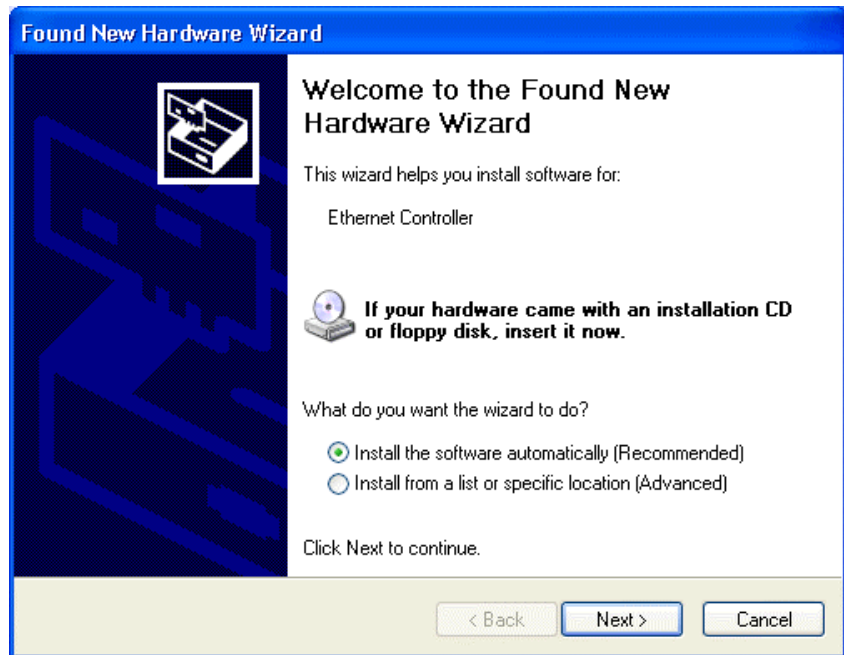 Found New Hardware Wizard
Welcome to the Found New
Hardware Wizard
This wizard helps you install software for:
Ethernet Controller
If your hardware came with an installation CD
or floppy disk, insert it now.
What do you want the wizard to do?
Install the software automatically (Recommended)
Install from a list or specific location (Advanced)
Click Next to continue.
< Back
Next >
Cancel